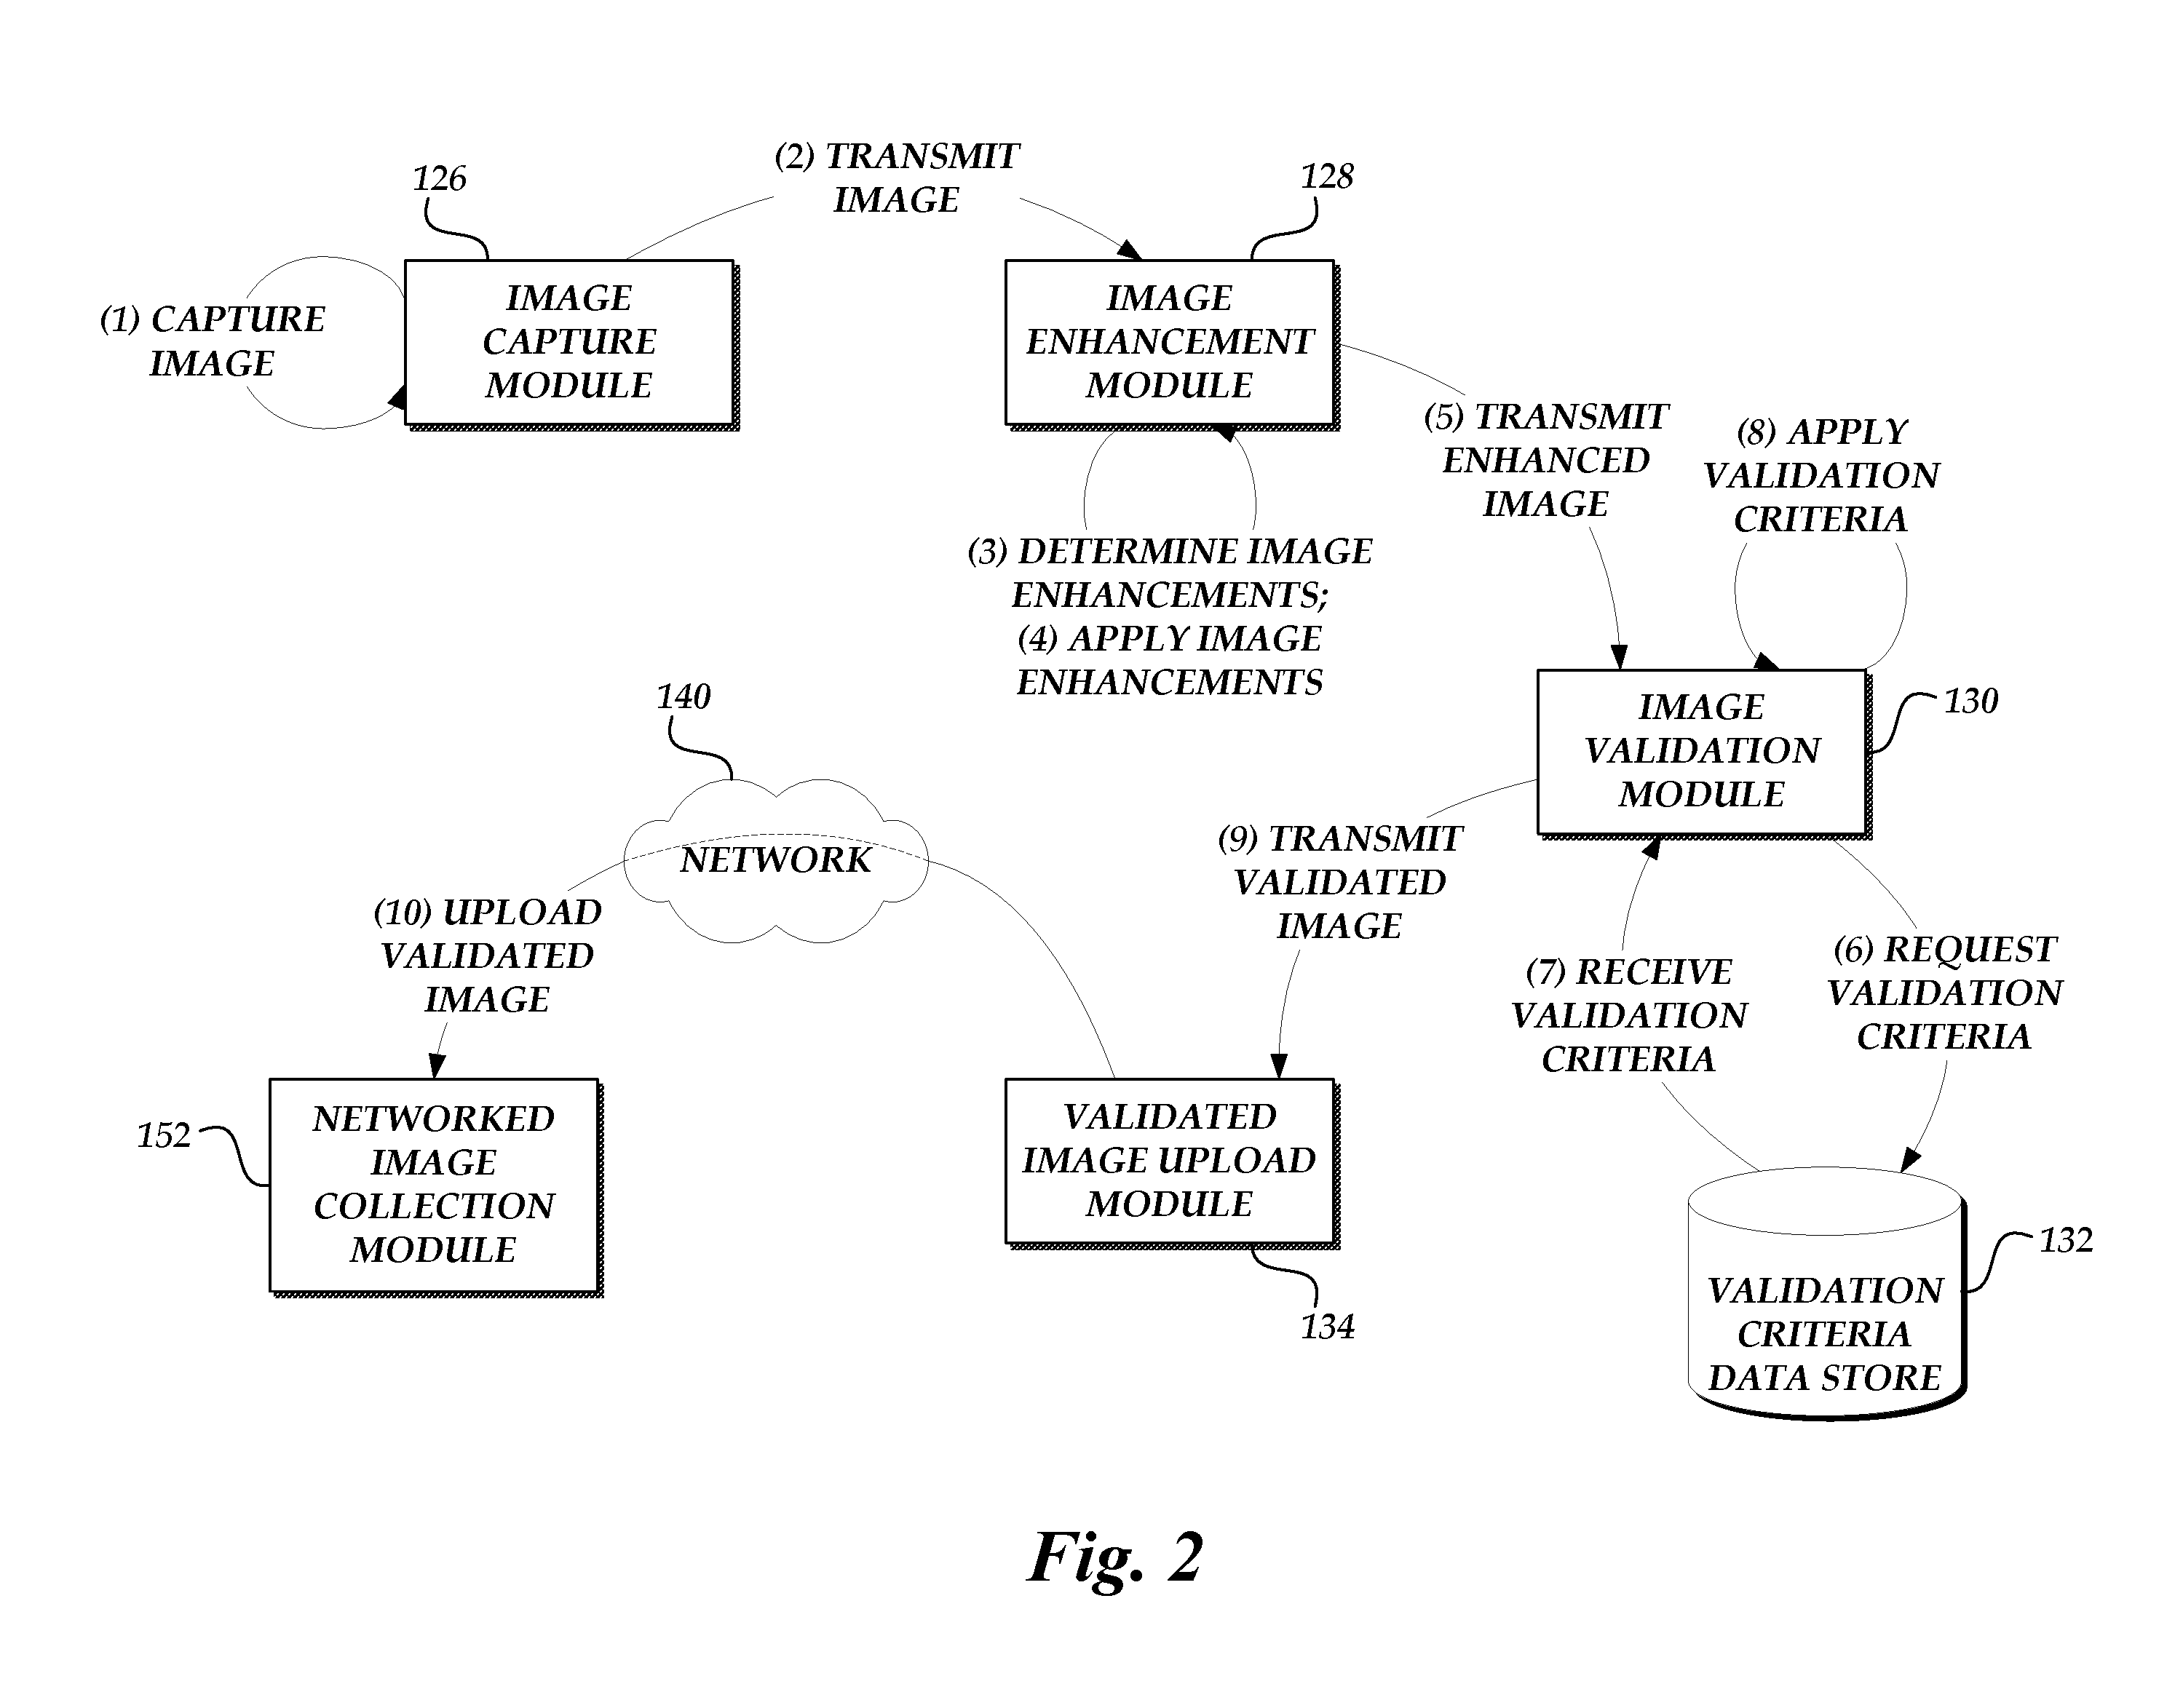 (2) TRANSMIT
IMAGE
126
128
(1) CAPTURE
IMAGE
IMAGE
CAPTURE
MODULE
IMAGE
ENHANCEMENT
MODULE
(5) TRANSMIT
ENHANCED
IMAGE
(8) APPLY
VALIDATION
CRITERIA
(3) DETERMINE IMAGE
ENHANCEMENTS;
(4) APPLY IMAGE
ENHANCEMENTS
140
IMAGE
VALIDATION
MODULE
130
NETWORK
(9) TRANSMIT
VALIDATED
IMAGE
(10) UPLOAD
VALIDATED
IMAGE
(7) RECEIVE
VALIDATION
CRITERIA
(6) REQUEST
VALIDATION
CRITERIA
152
NETWORKED
IMAGE
COLLECTION
MODULE
VALIDATED
IMAGE UPLOAD
MODULE
134
132
VALIDATION
CRITERIA
DATA STORE
Fig. 2